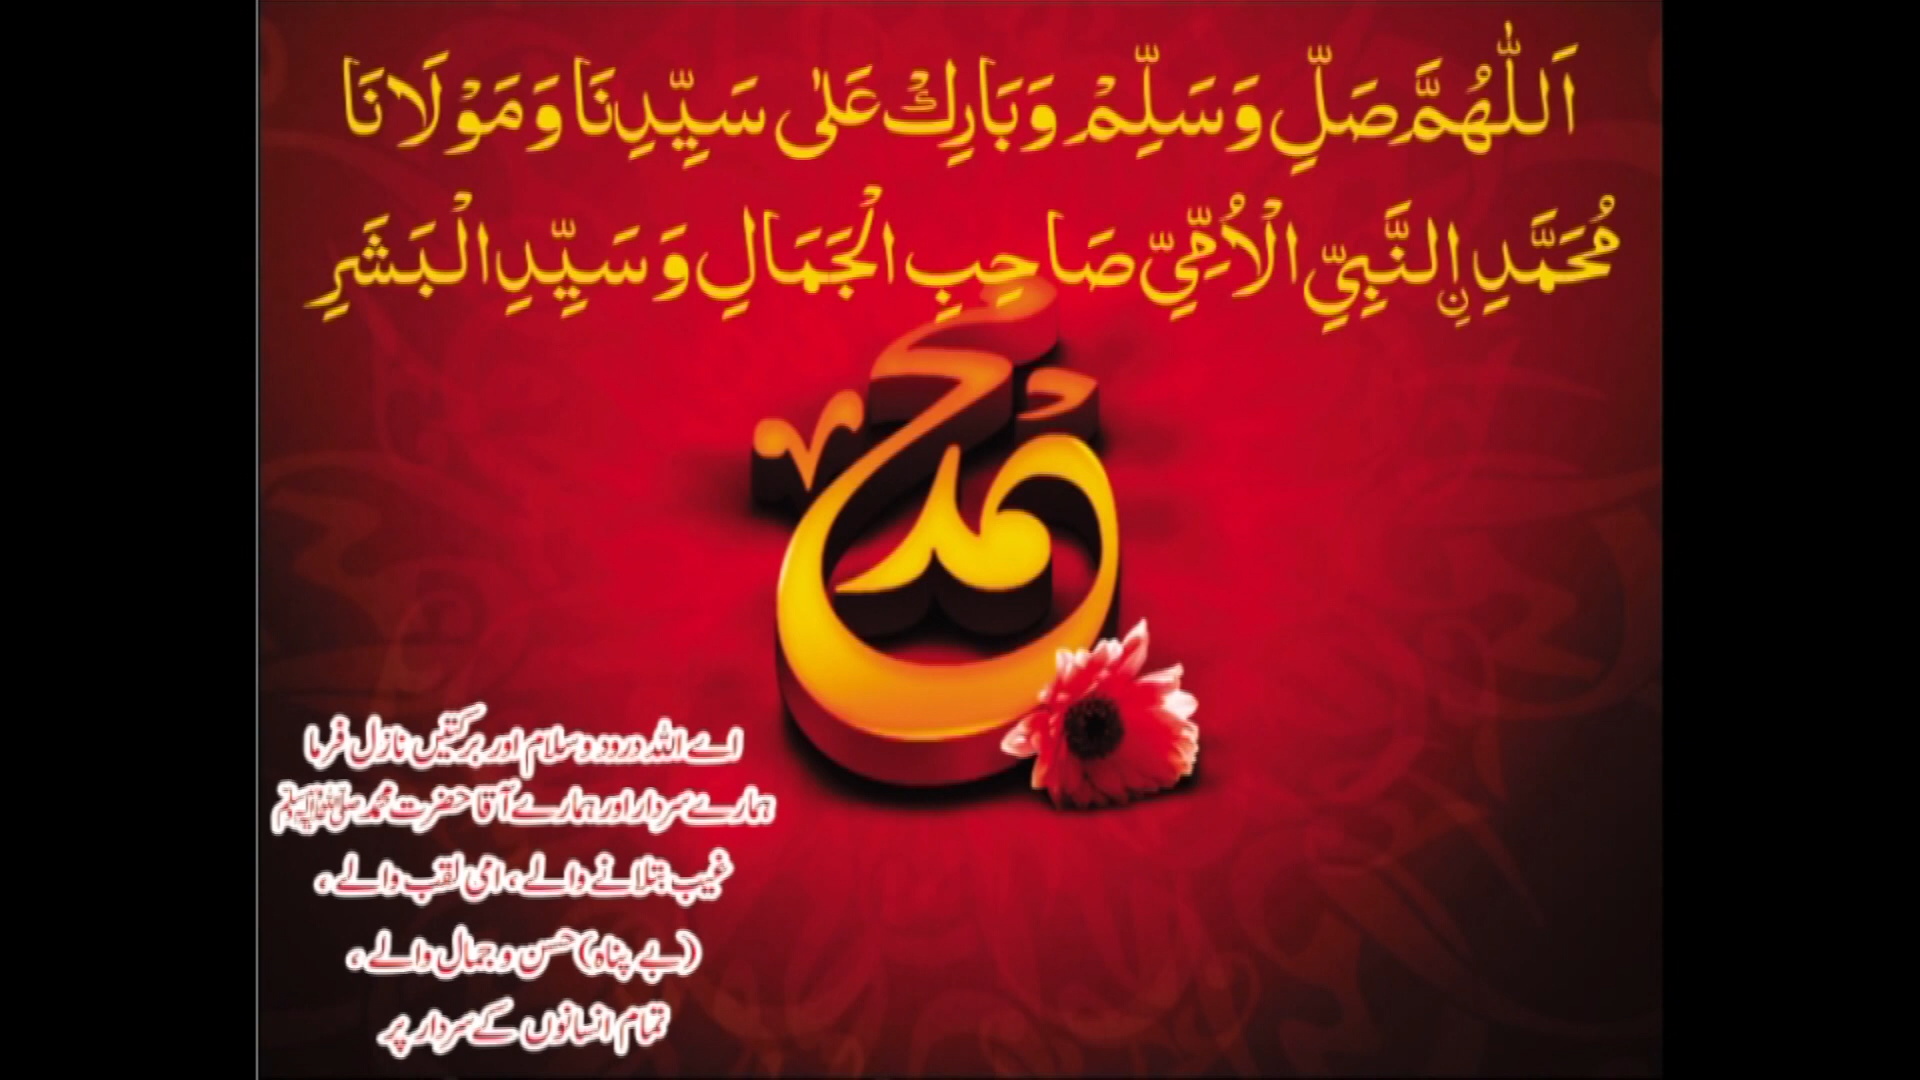 اَللّٰهُمَّ صَلِّ وَسَلِّمْ وَبَارِكْ عَلٰى سَيِّدِنَا وَمَوْلَانَا
مُحَمَّدِ نِ النَّبِيِّ الْاُمِّيِّ صَاحِبِ الْجَمَالِ وَسَيِّدِ الْبَشَرِ
محمد
اے اللہ درود و سلام اور برکتیں نازل فرما
ہمارے سردار اور ہمارے آقا حضرت محمد ﷺ
غیب بتلانے والے، امی لقب والے،
(بے پناہ) حسن و جمال والے،
تمام انسانوں کے سردار پر